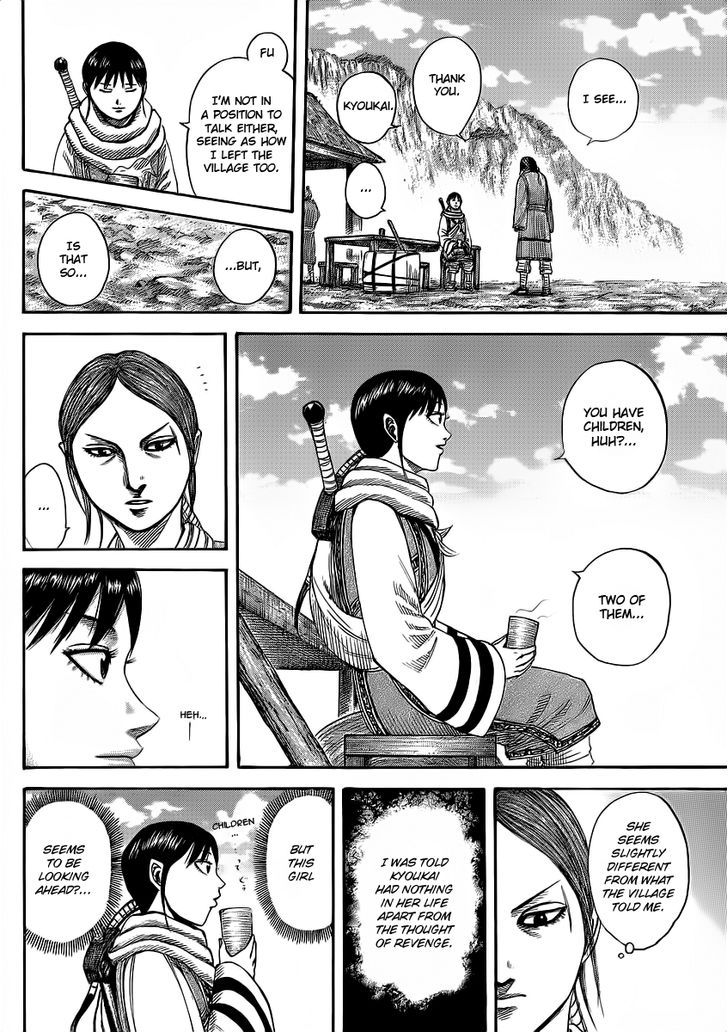 I SEE...
THANK
YOU,
KYOUKAI.
...
FU
I'M NOT IN
A POSITION
TO
TALK EITHER,
SEEING AS HOW
I LEFT THE
VILLAGE TOO.
...BUT,
IS
THAT
SO...
YOU HAVE
CHILDREN,
HUH?...
TWO OF
THEM...
...
HEH...
SHE
SEEMS
SLIGHTLY
DIFFERENT
FROM WHAT
THE VILLAGE
TOLD ME.
I WAS TOLD
KYOUKAI
HAD NOTHING
IN HER LIFE
APART FROM
THE THOUGHT
OF REVENGE.
BUT
THIS
GIRL
CHILDREN
...
SEEMS
TO BE
LOOKING
AHEAD?...